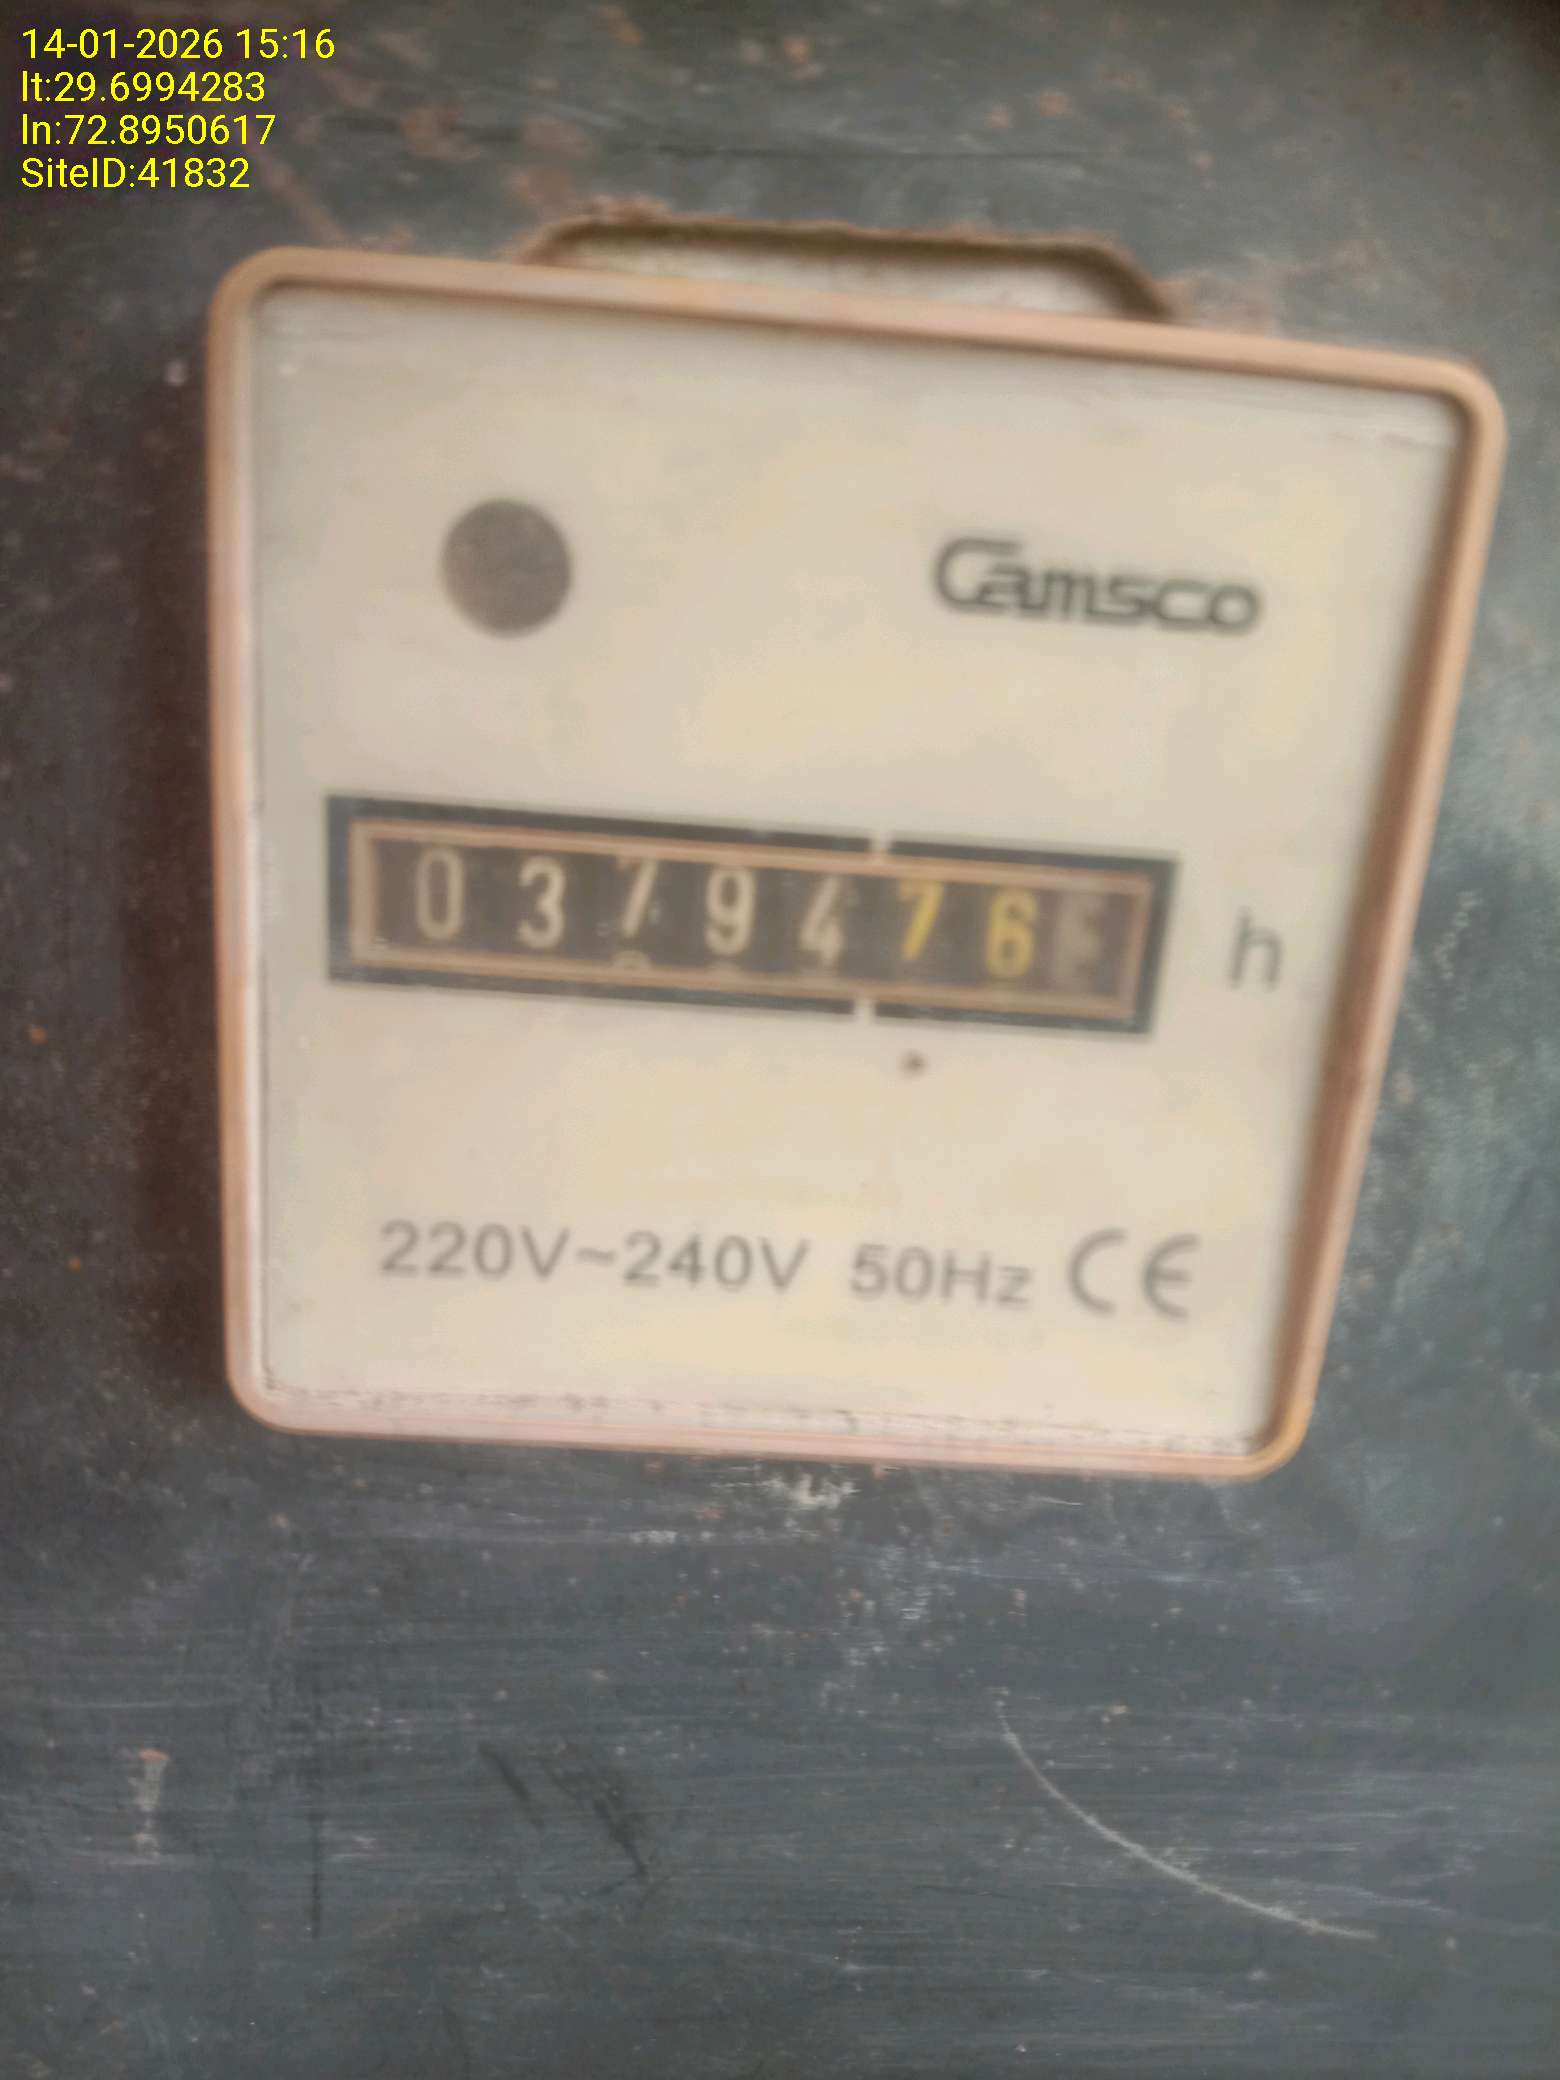 14-01-2026 15:16
lt:29.6994283
ln:72.8950617
SiteID:41832
Camsco
0379476 h
220V~240V 50Hz CE